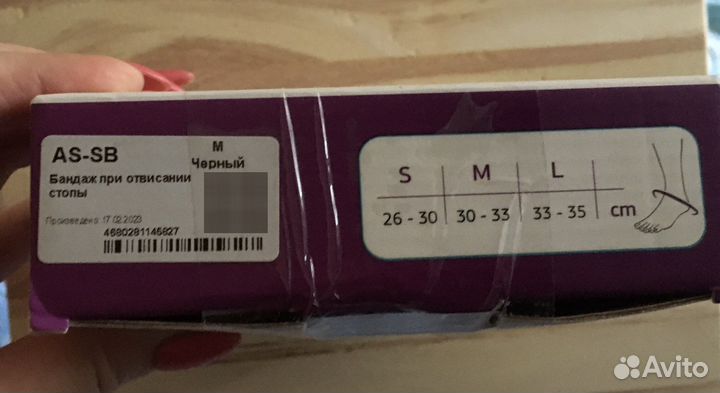 AS-SB
M
Черный
Бандаж при отвисании
стопы
Произведено: 17.02.2023
4680281145827
S M L
26 - 30 30 - 33 33 - 35 cm
Avito